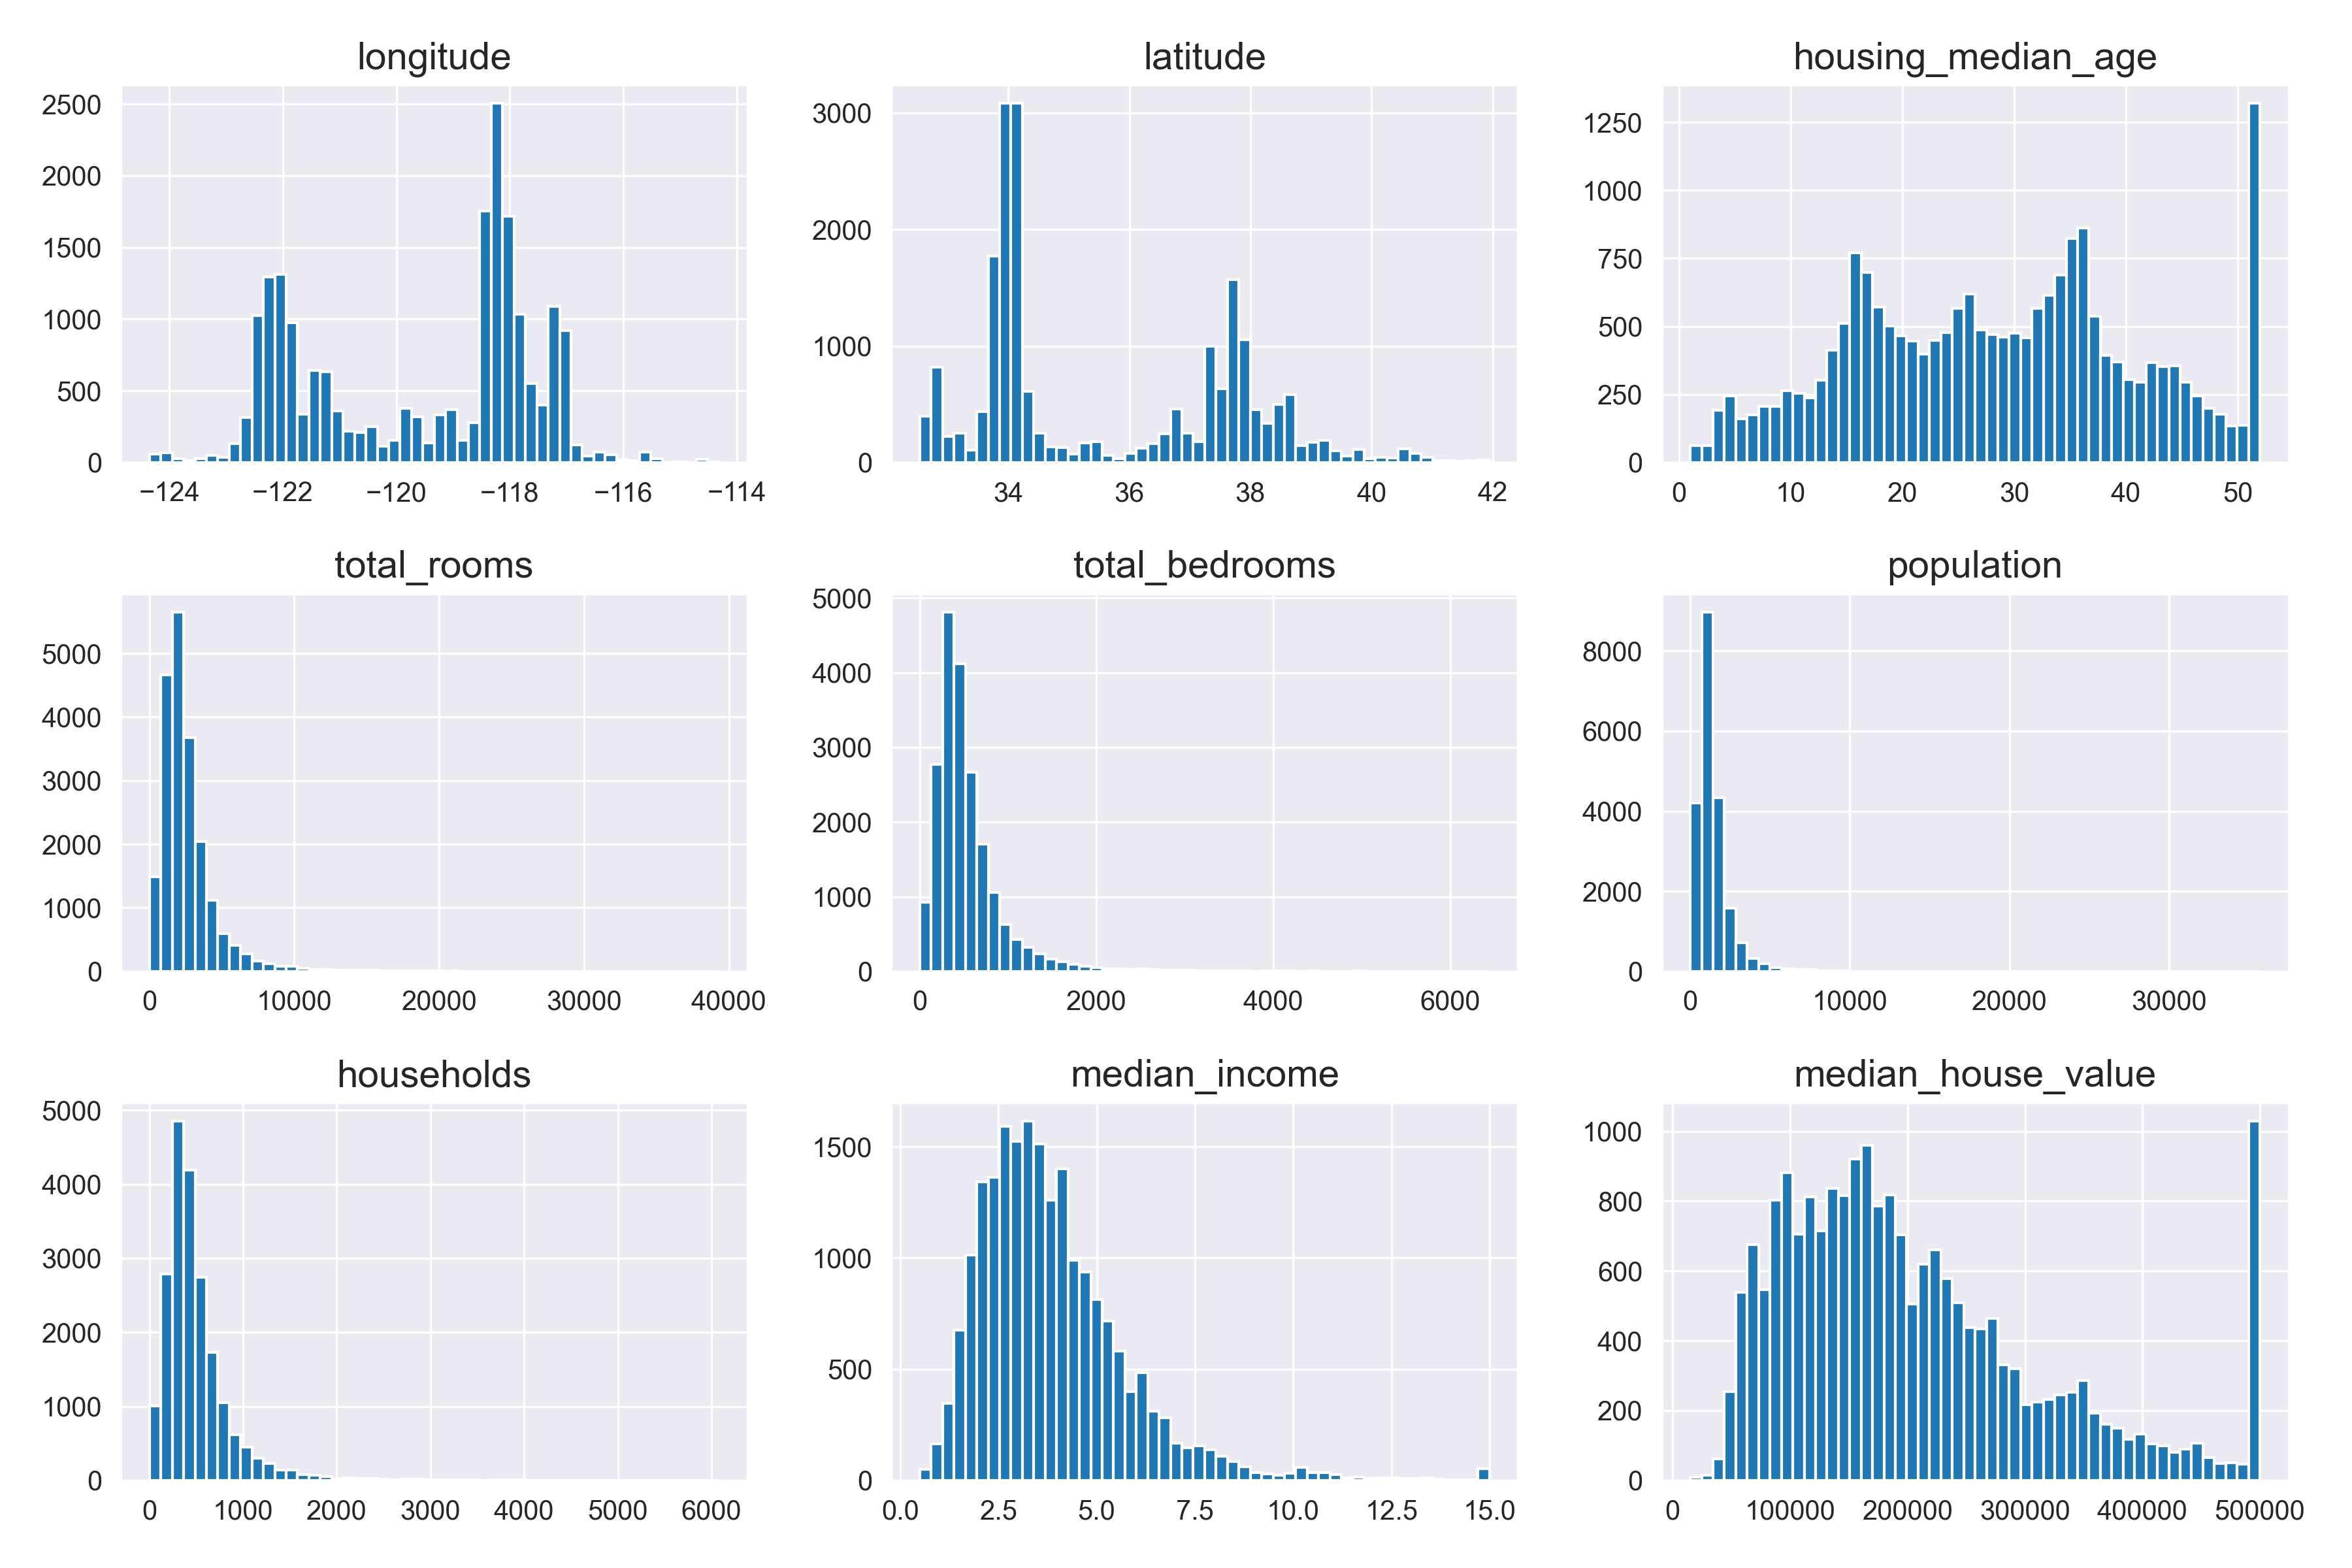 longitude
2500
2000
1500
1000
500
0
−124 −122 −120 −118 −116 −114
latitude
3000
2000
1000
0
34 36 38 40 42
housing_median_age
1250
1000
750
500
250
0
0 10 20 30 40 50
total_rooms
5000
4000
3000
2000
1000
0
0 10000 20000 30000 40000
total_bedrooms
5000
4000
3000
2000
1000
0
0 2000 4000 6000
population
8000
6000
4000
2000
0
0 10000 20000 30000
households
5000
4000
3000
2000
1000
0
0 1000 2000 3000 4000 5000 6000
median_income
1500
1000
500
0
0.0 2.5 5.0 7.5 10.0 12.5 15.0
median_house_value
1000
800
600
400
200
0
0 100000 200000 300000 400000 500000